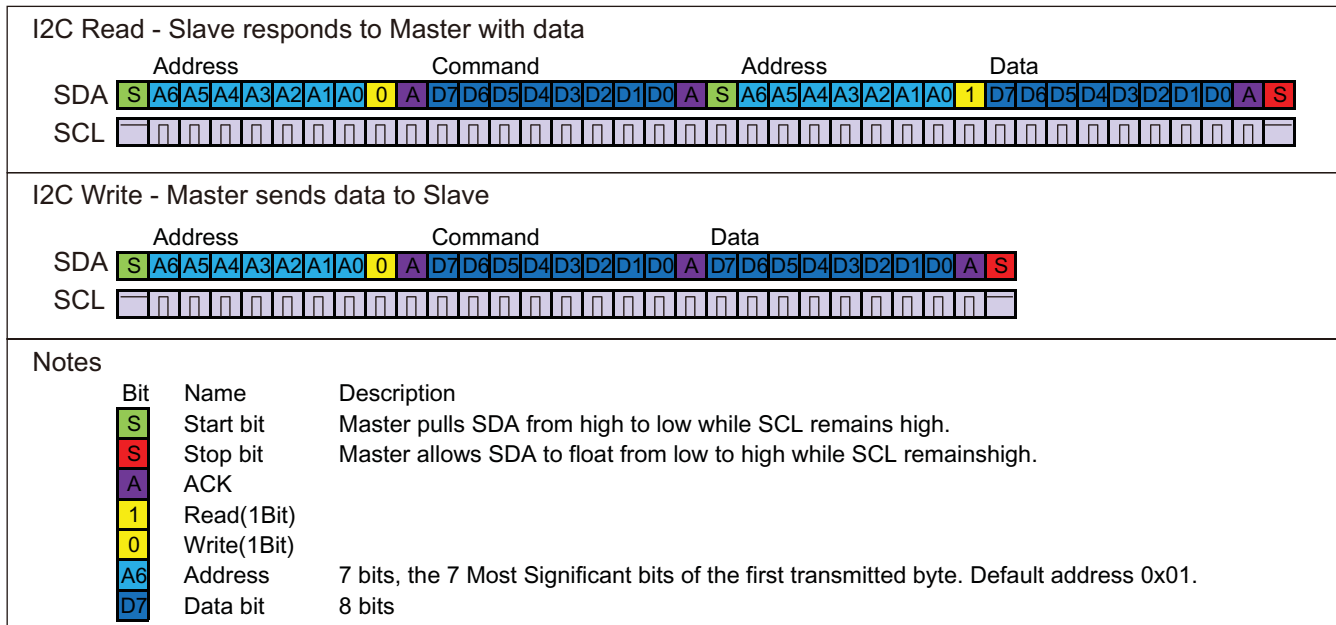 I2C Read - Slave responds to Master with data
Address Command Address Data
SDA S A6 A5 A4 A3 A2 A1 A0 0 A D7 D6 D5 D4 D3 D2 D1 D0 A S A6 A5 A4 A3 A2 A1 A0 1 D7 D6 D5 D4 D3 D2 D1 D0 A S
SCL
I2C Write - Master sends data to Slave
Address Command Data
SDA S A6 A5 A4 A3 A2 A1 A0 0 A D7 D6 D5 D4 D3 D2 D1 D0 A D7 D6 D5 D4 D3 D2 D1 D0 A S
SCL
Notes
Bit Name Description
S Start bit Master pulls SDA from high to low while SCL remains high.
S Stop bit Master allows SDA to float from low to high while SCL remainshigh.
A ACK
1 Read(1Bit)
0 Write(1Bit)
A6 Address 7 bits, the 7 Most Significant bits of the first transmitted byte. Default address 0x01.
D7 Data bit 8 bits